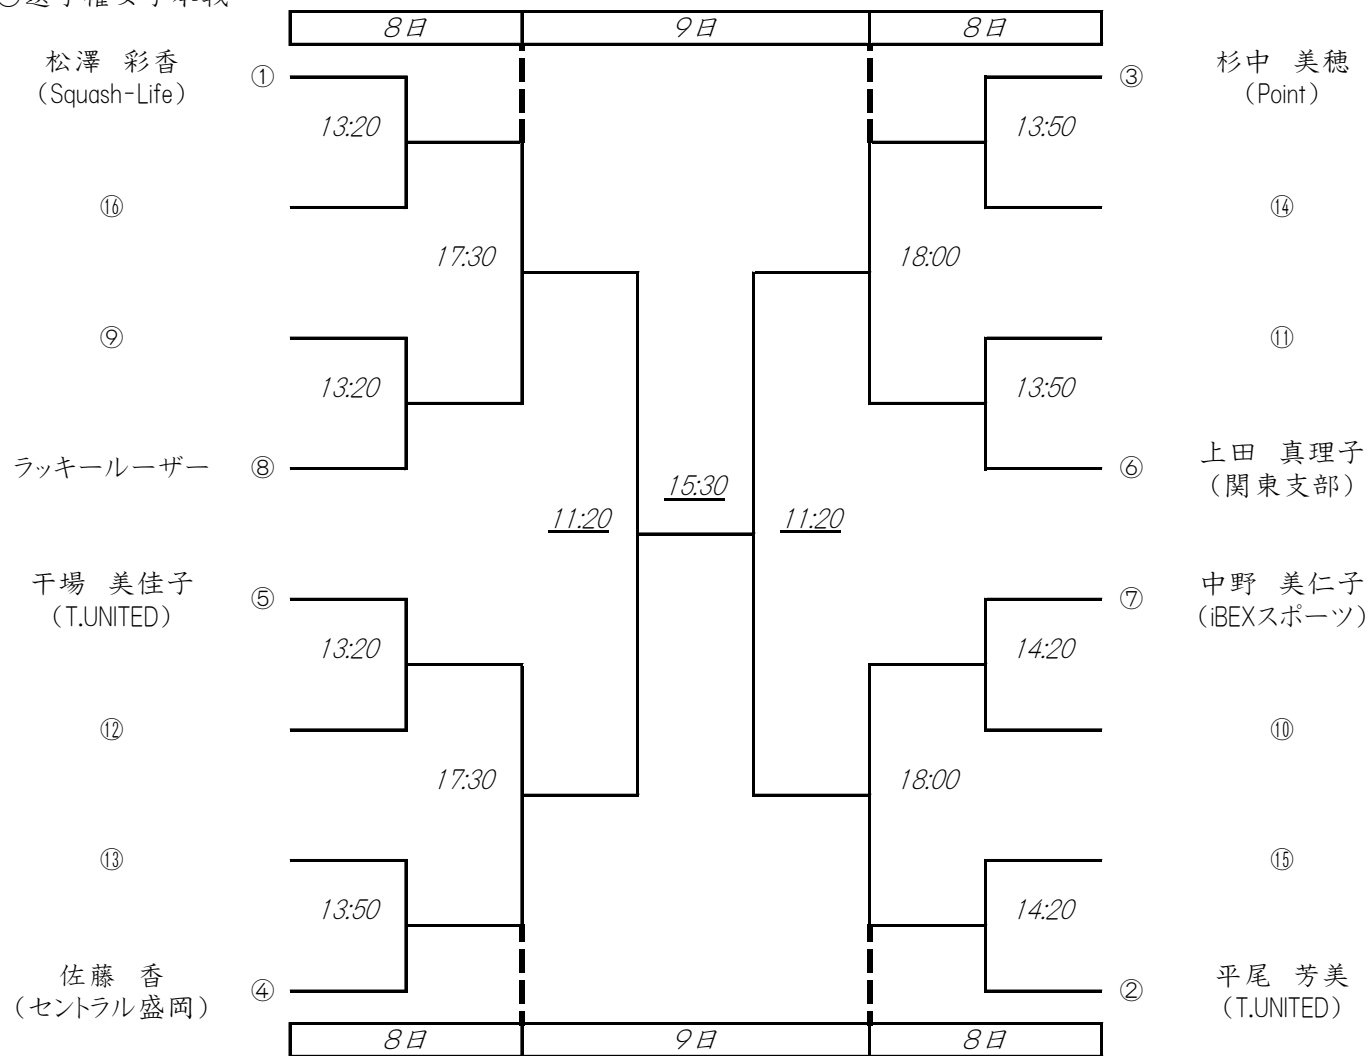 8日 9日 8日
松澤 彩香 ① ③ 杉中 美穂
(Squash-Life) (Point)
13:20 13:50
⑯ ⑭
17:30 18:00
⑨ ⑪
13:20 13:50
ラッキールーザー ⑧ ⑥ 上田 真理子
(関東支部)
15:30
11:20 11:20
干場 美佳子 ⑤ ⑦ 中野 美仁子
(T.UNITED) (iBEXスポーツ)
13:20 14:20
⑫ ⑩
17:30 18:00
⑬ ⑮
13:50 14:20
佐藤 香 ④ ② 平尾 芳美
(セントラル盛岡) (T.UNITED)
8日 9日 8日